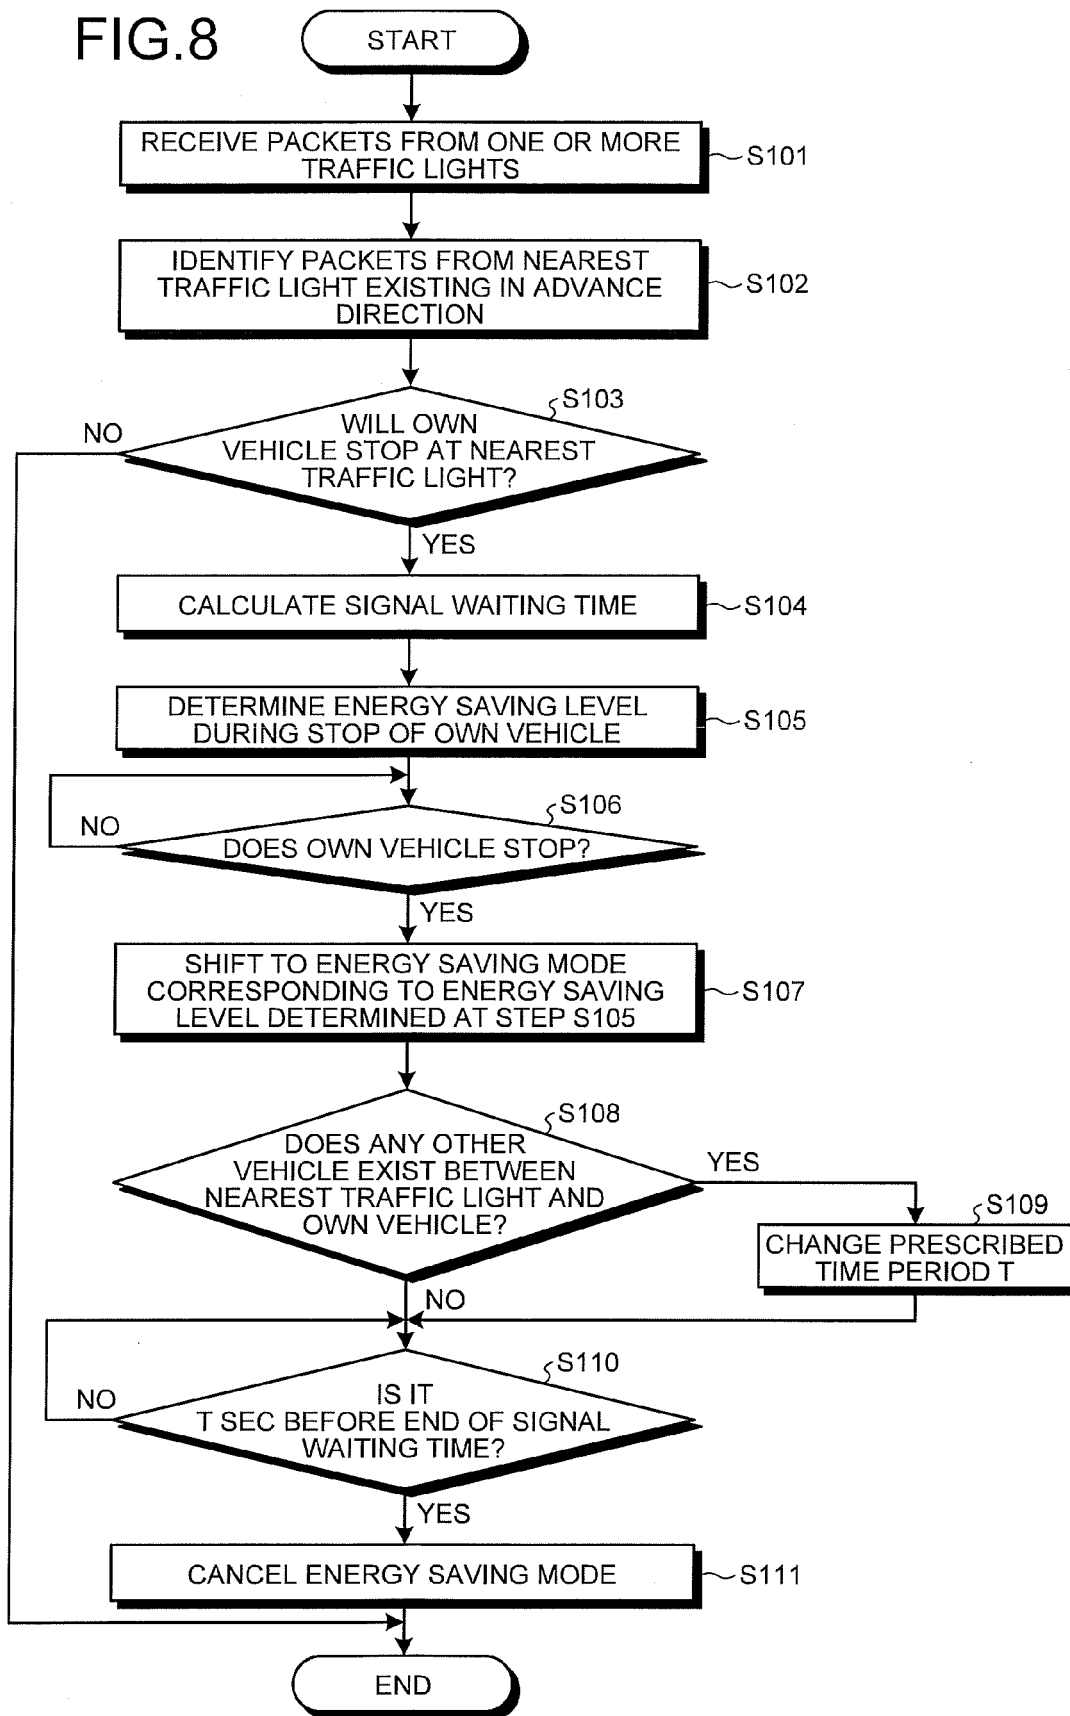 FIG.8
START
RECEIVE PACKETS FROM ONE OR MORE
TRAFFIC LIGHTS
S101
IDENTIFY PACKETS FROM NEAREST
TRAFFIC LIGHT EXISTING IN ADVANCE
DIRECTION
S102
S103
NO
WILL OWN
VEHICLE STOP AT NEAREST
TRAFFIC LIGHT?
YES
CALCULATE SIGNAL WAITING TIME
S104
DETERMINE ENERGY SAVING LEVEL
DURING STOP OF OWN VEHICLE
S105
S106
NO
DOES OWN VEHICLE STOP?
YES
SHIFT TO ENERGY SAVING MODE
CORRESPONDING TO ENERGY SAVING
LEVEL DETERMINED AT STEP S105
S107
S108
DOES ANY OTHER
VEHICLE EXIST BETWEEN
NEAREST TRAFFIC LIGHT AND
OWN VEHICLE?
YES
S109
CHANGE PRESCRIBED
TIME PERIOD T
NO
S110
NO
IS IT
T SEC BEFORE END OF SIGNAL
WAITING TIME?
YES
CANCEL ENERGY SAVING MODE
S111
END